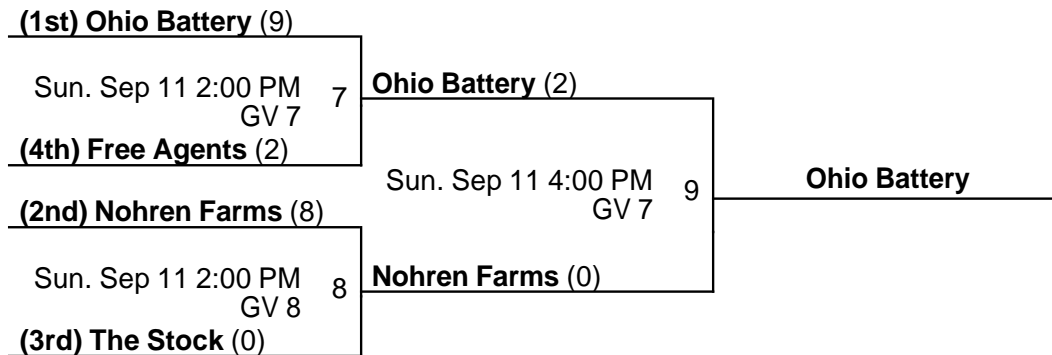 (1st) Ohio Battery (9)
Sun. Sep 11 2:00 PM
GV 7
7
(4th) Free Agents (2)
Ohio Battery (2)
Sun. Sep 11 4:00 PM
GV 7
9
Ohio Battery
(2nd) Nohren Farms (8)
Sun. Sep 11 2:00 PM
GV 8
8
Nohren Farms (0)
(3rd) The Stock (0)